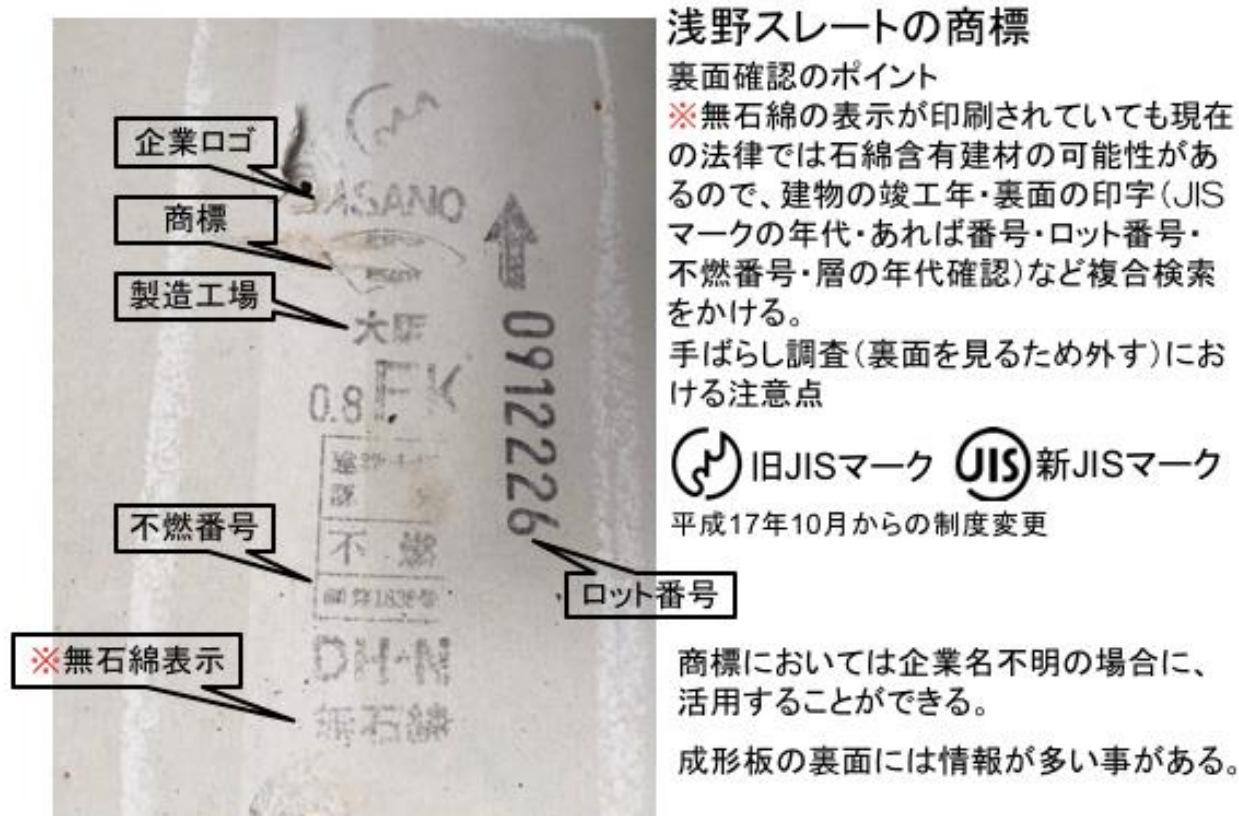 浅野スレートの商標
裏面確認のポイント
※無石綿の表示が印刷されていても現在
の法律では石綿含有建材の可能性があ
るので、建物の竣工年・裏面の印字(JIS
マークの年代・あれば番号・ロット番号・
不燃番号・層の年代確認)など複合検索
をかける。
手ばらし調査(裏面を見るため外す)にお
ける注意点
旧JISマーク
JIS
新JISマーク
平成17年10月からの制度変更
商標においては企業名不明の場合に、
活用することができる。
成形板の裏面には情報が多い事がある。
企業ロゴ
商標
製造工場
不燃番号
※無石綿表示
ロット番号
ASANO
大阪
0.8 FK
0912226
不燃
無石綿